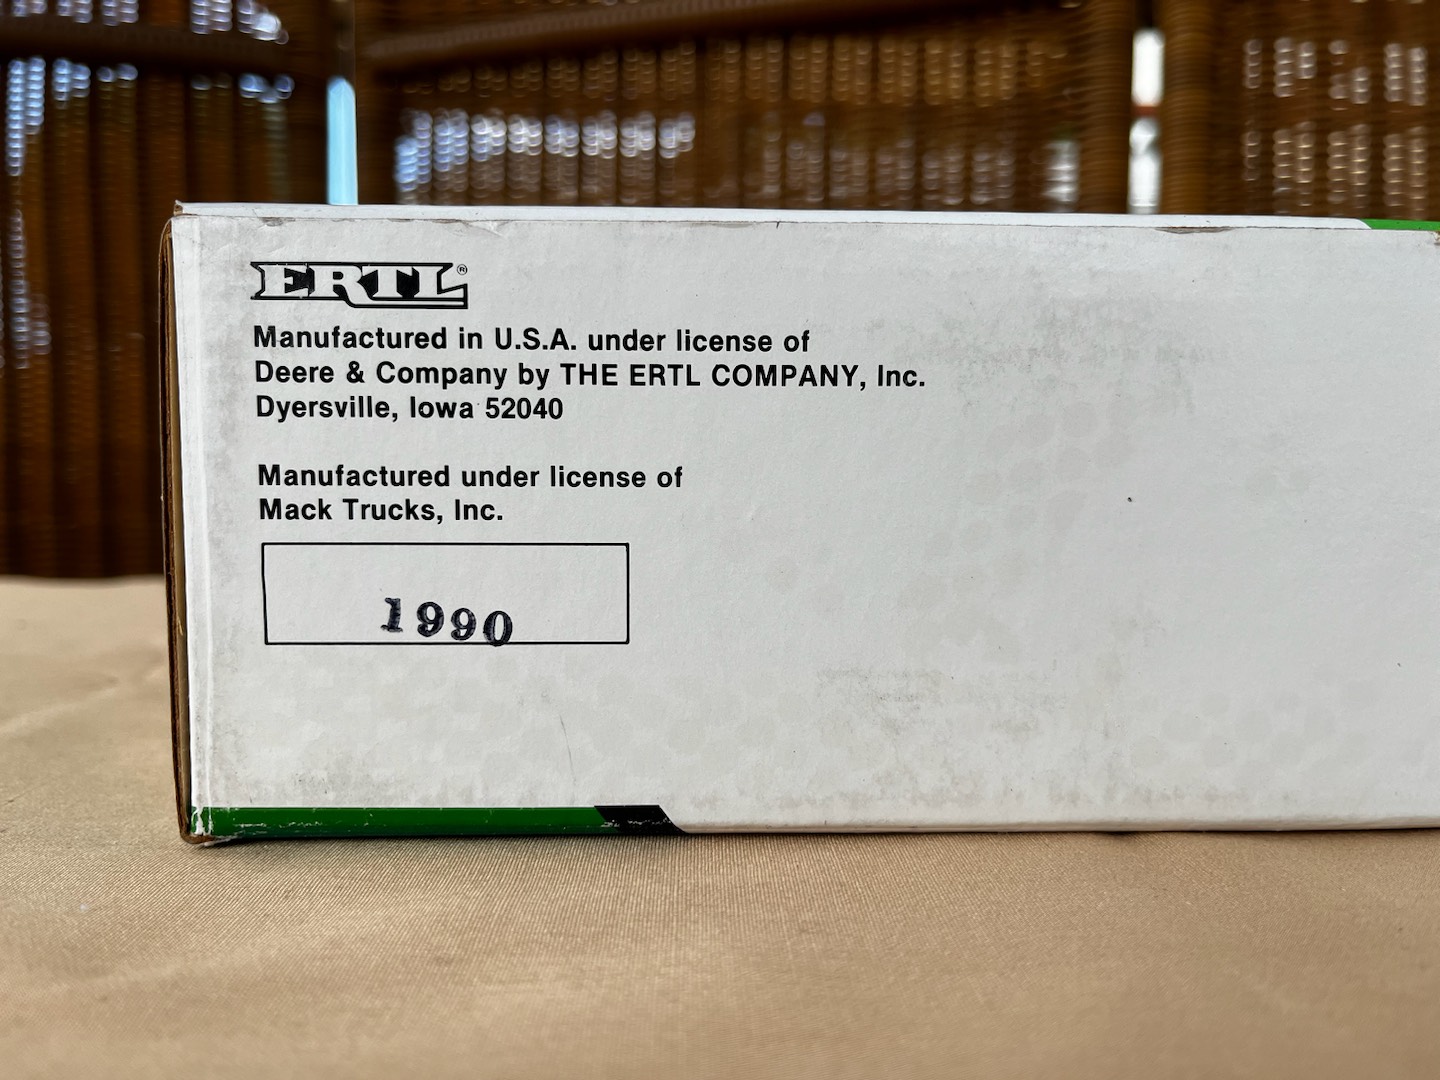 ERTL®
Manufactured in U.S.A. under license of
Deere & Company by THE ERTL COMPANY, Inc.
Dyersville, Iowa 52040
Manufactured under license of
Mack Trucks, Inc.
1990